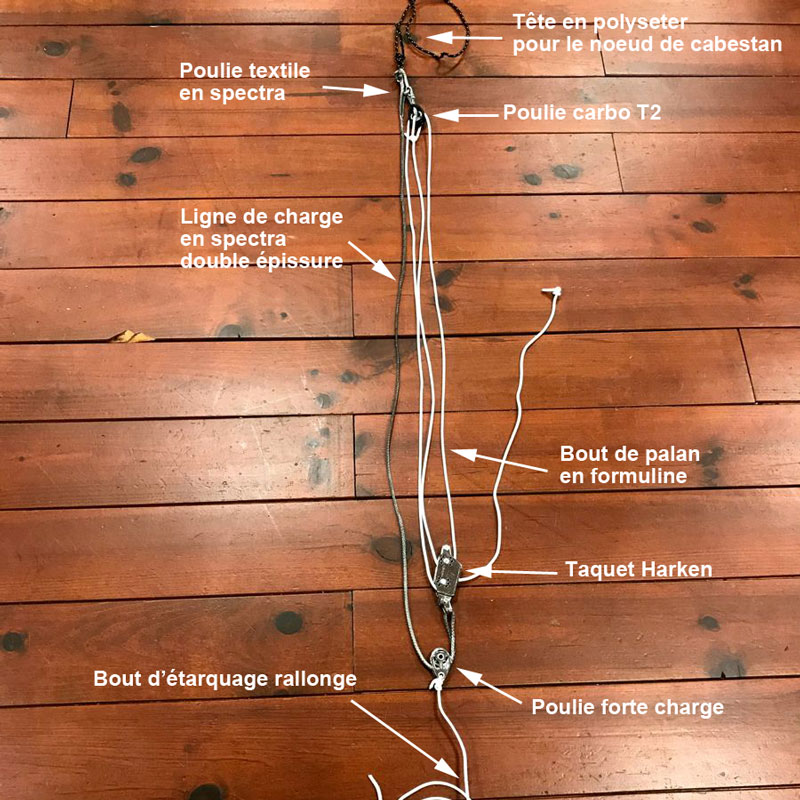 Tête en polyseter
pour le noeud de cabestan
Poulie textile
en spectra
Poulie carbo T2
Ligne de charge
en spectra
double épissure
Bout de palan
en formuline
Taquet Harken
Bout d’étarquage rallonge
Poulie forte charge